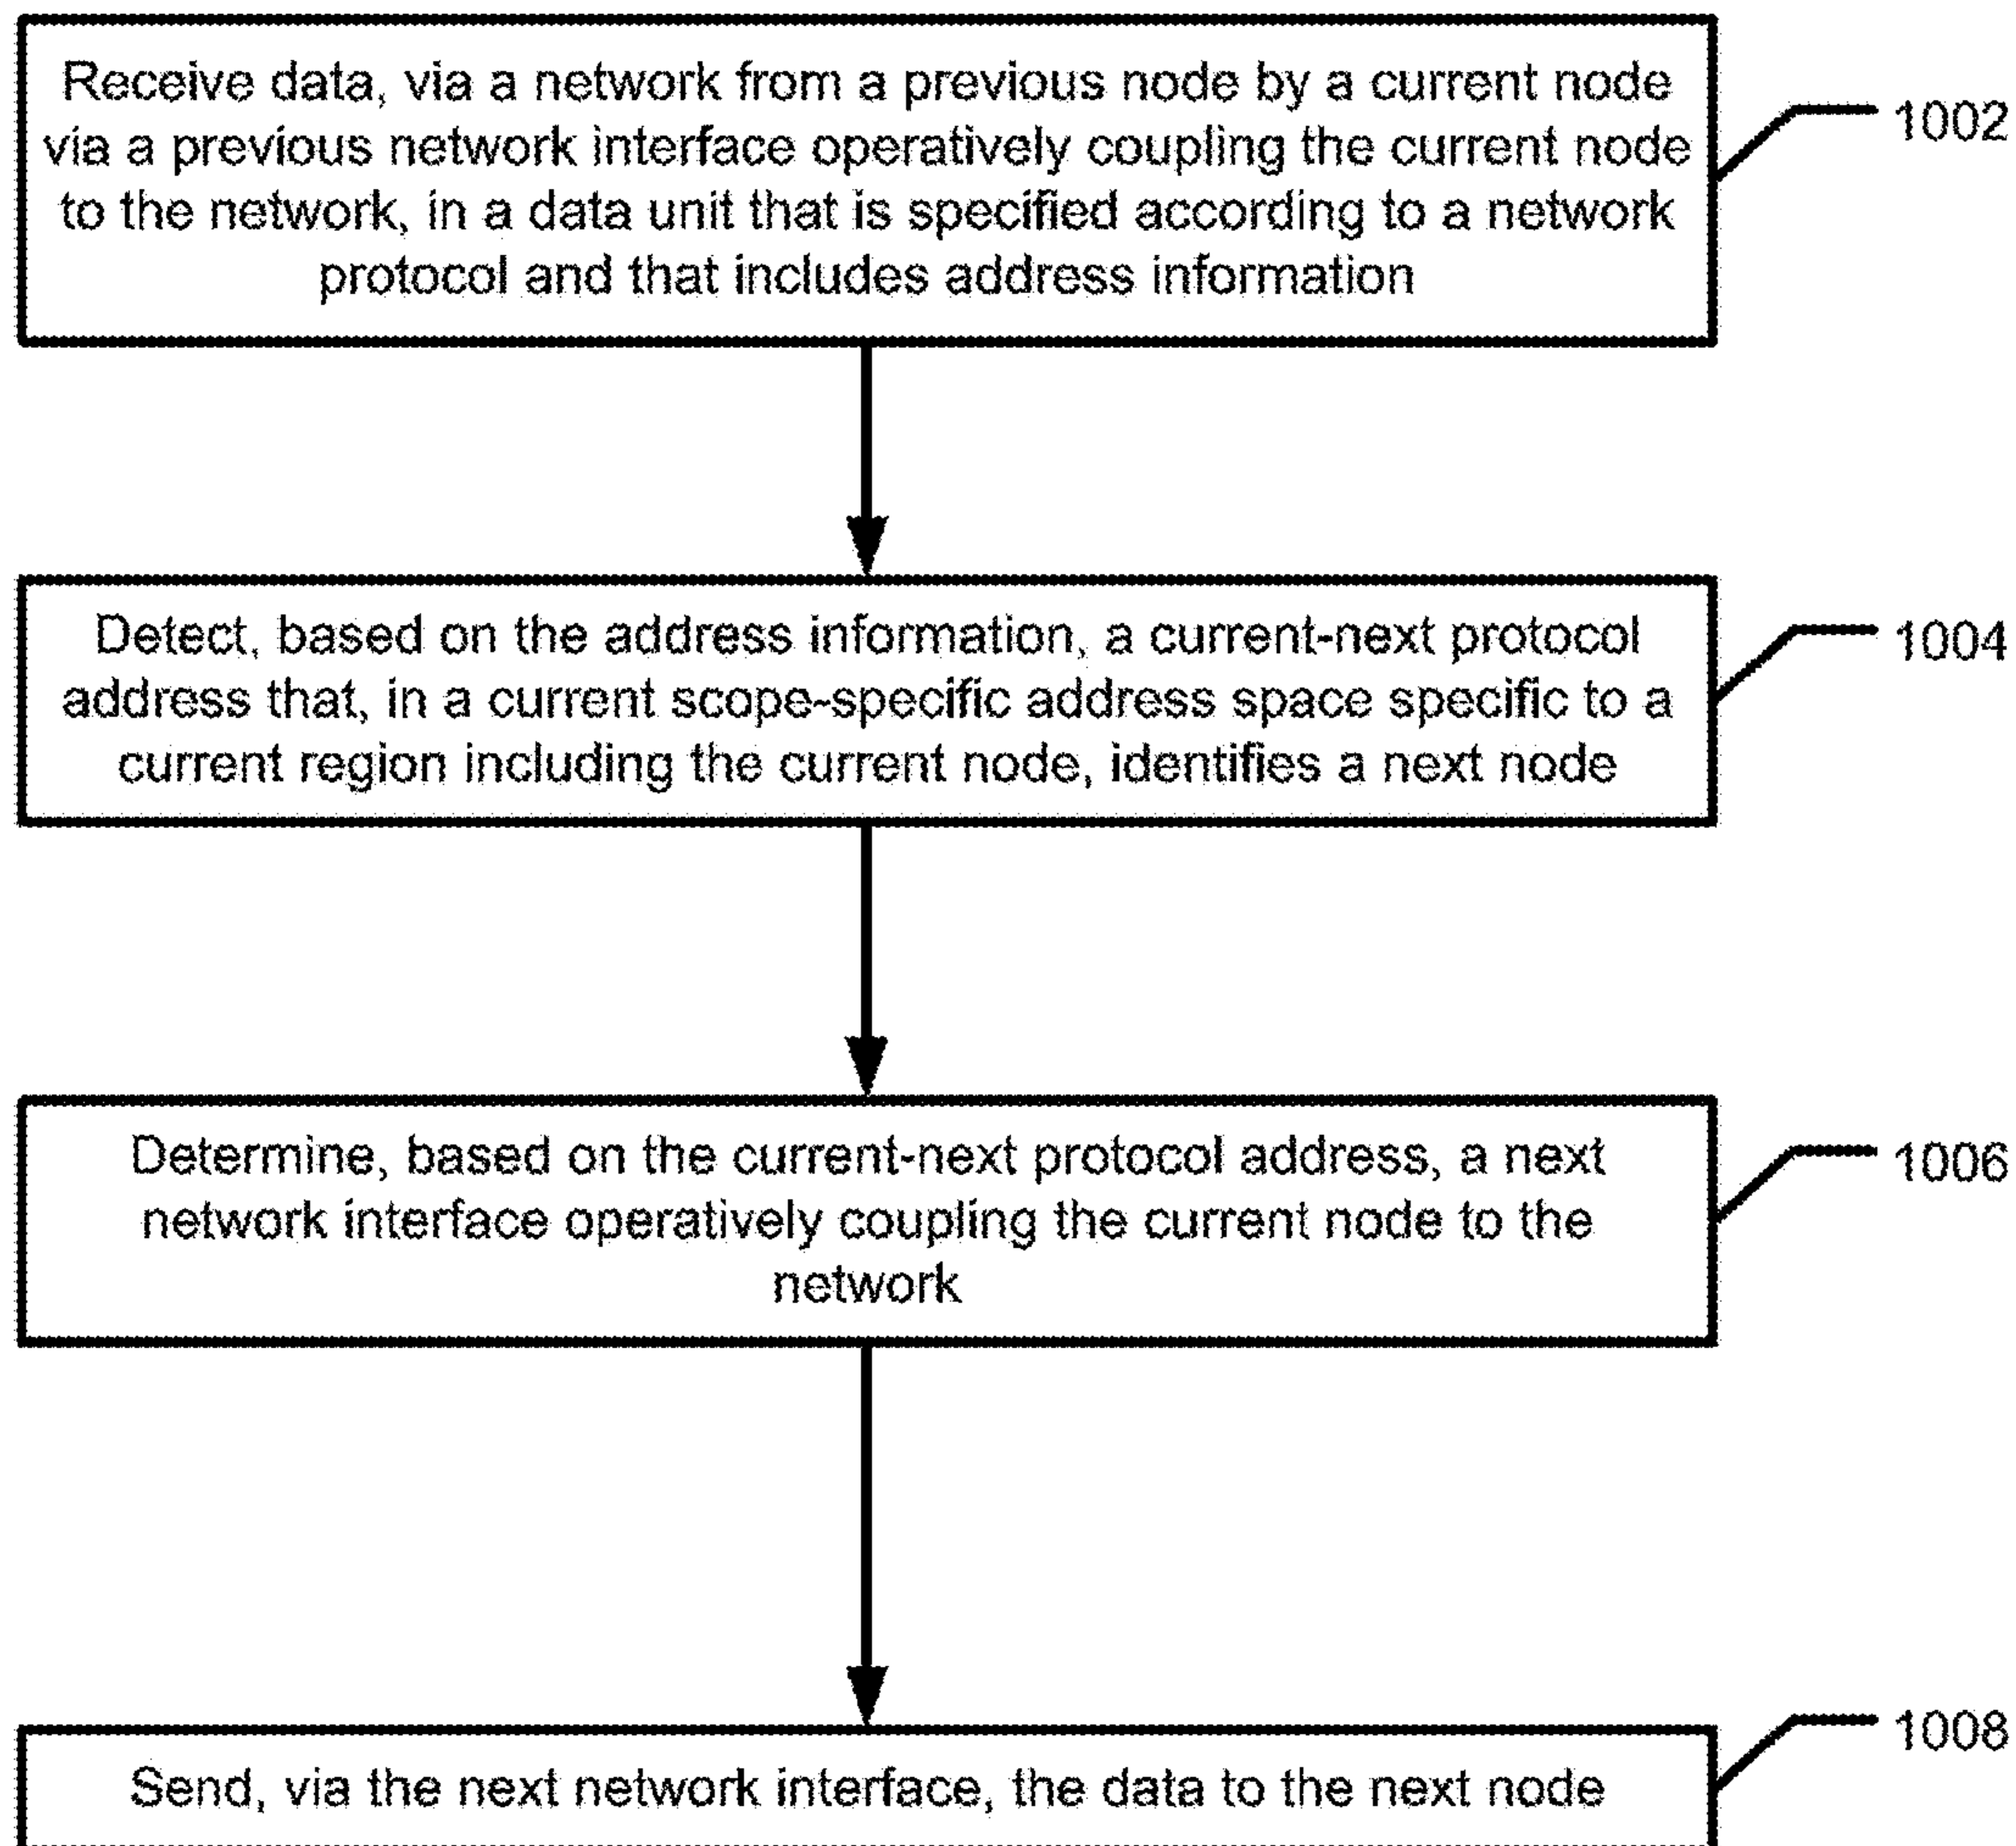 Receive data, via a network from a previous node by a current node
via a previous network interface operatively coupling the current node
to the network, in a data unit that is specified according to a network
protocol and that includes address information
1002
Detect, based on the address information, a current-next protocol
address that, in a current scope-specific address space specific to a
current region including the current node, identifies a next node
1004
Determine, based on the current-next protocol address, a next
network interface operatively coupling the current node to the
network
1006
Send, via the next network interface, the data to the next node
1008